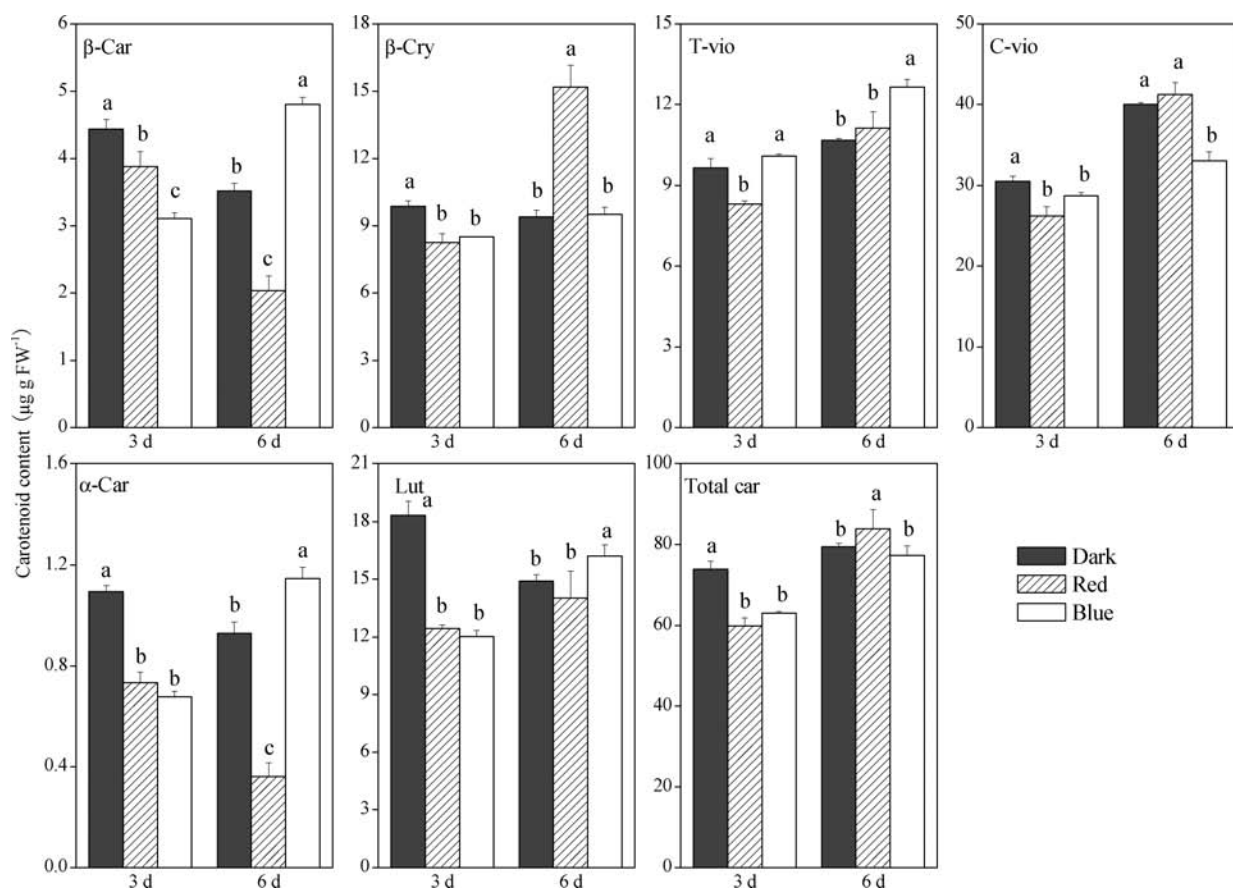 β-Car
6
5
4
3
2
1
0
a
b
c
b
c
a
3 d
6 d
β-Cry
18
15
12
9
6
3
0
a
b
b
b
a
b
3 d
6 d
T-vio
15
12
9
6
3
0
a
b
a
b
b
a
3 d
6 d
C-vio
50
40
30
20
10
0
a
b
b
a
a
b
3 d
6 d
Carotenoid content (μg g FW⁻¹)
α-Car
1.6
1.2
0.8
0.4
0.0
a
b
b
b
c
a
3 d
6 d
Lut
21
18
15
12
9
6
3
0
a
b
b
b
b
a
3 d
6 d
Total car
100
80
60
40
20
0
a
b
b
b
a
b
3 d
6 d
Dark
Red
Blue